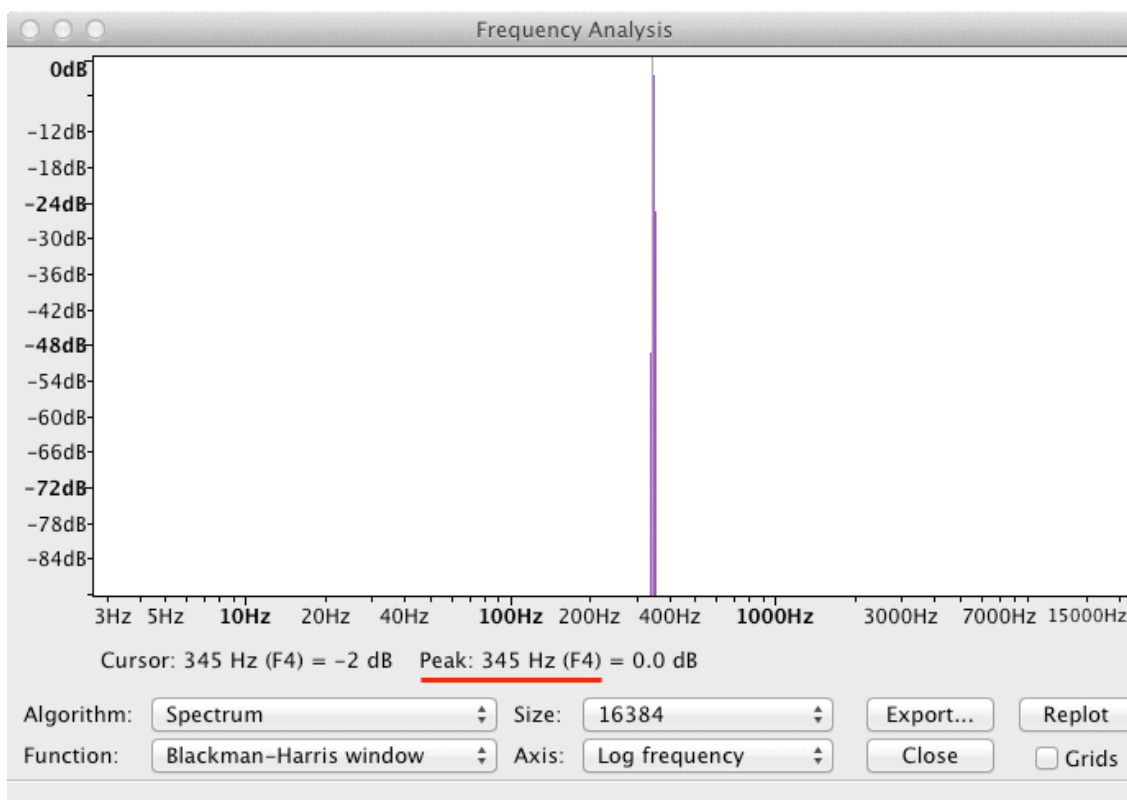 Frequency Analysis
0dB
-12dB
-18dB
-24dB
-30dB
-36dB
-42dB
-48dB
-54dB
-60dB
-66dB
-72dB
-78dB
-84dB
3Hz 5Hz 10Hz 20Hz 40Hz 100Hz 200Hz 400Hz 1000Hz 3000Hz 7000Hz 15000Hz
Cursor: 345 Hz (F4) = -2 dB Peak: 345 Hz (F4) = 0.0 dB
Algorithm: Spectrum Size: 16384 Export... Replot
Function: Blackman-Harris window Axis: Log frequency Close Grids